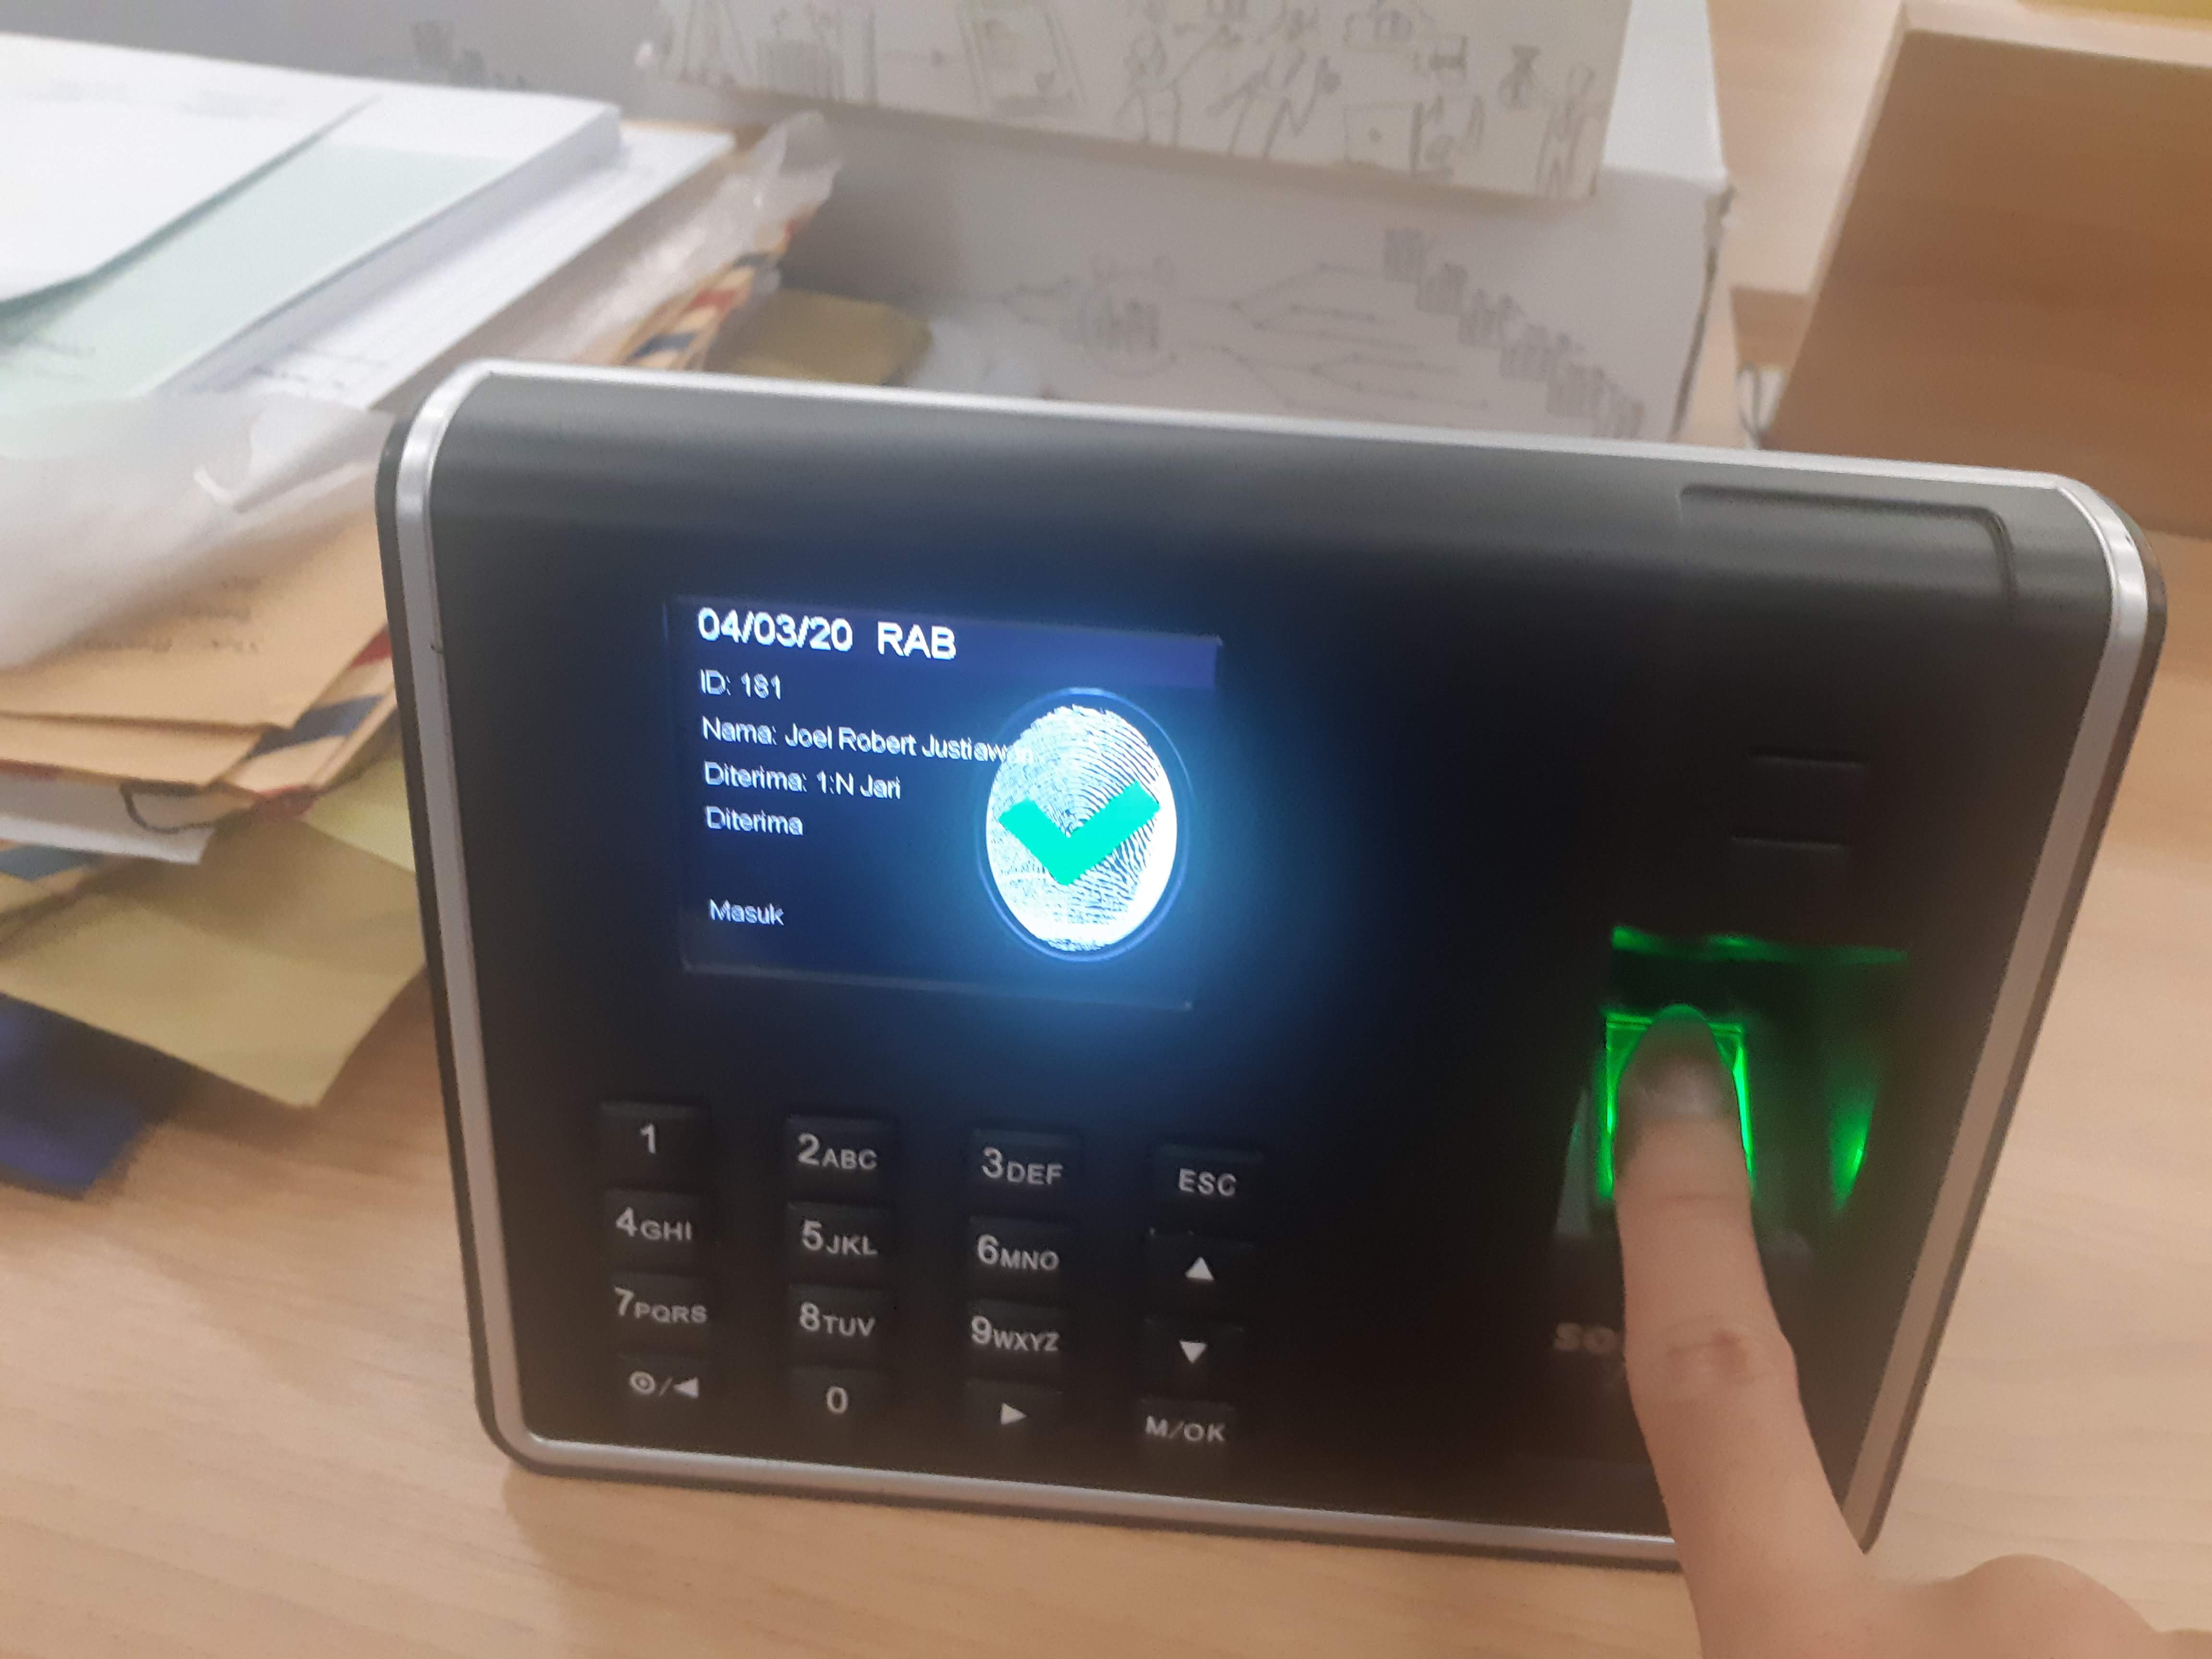 04/03/20 RAB
ID: 181
Nama: Joel Robert Justiawan
Diterima: 1:N Jari
Diterima
Masuk
1 2ABC 3DEF ESC
4GHI 5JKL 6MNO ▲
7PQRS 8TUV 9WXYZ ▼
⊙/◀ 0 ▶ M/OK